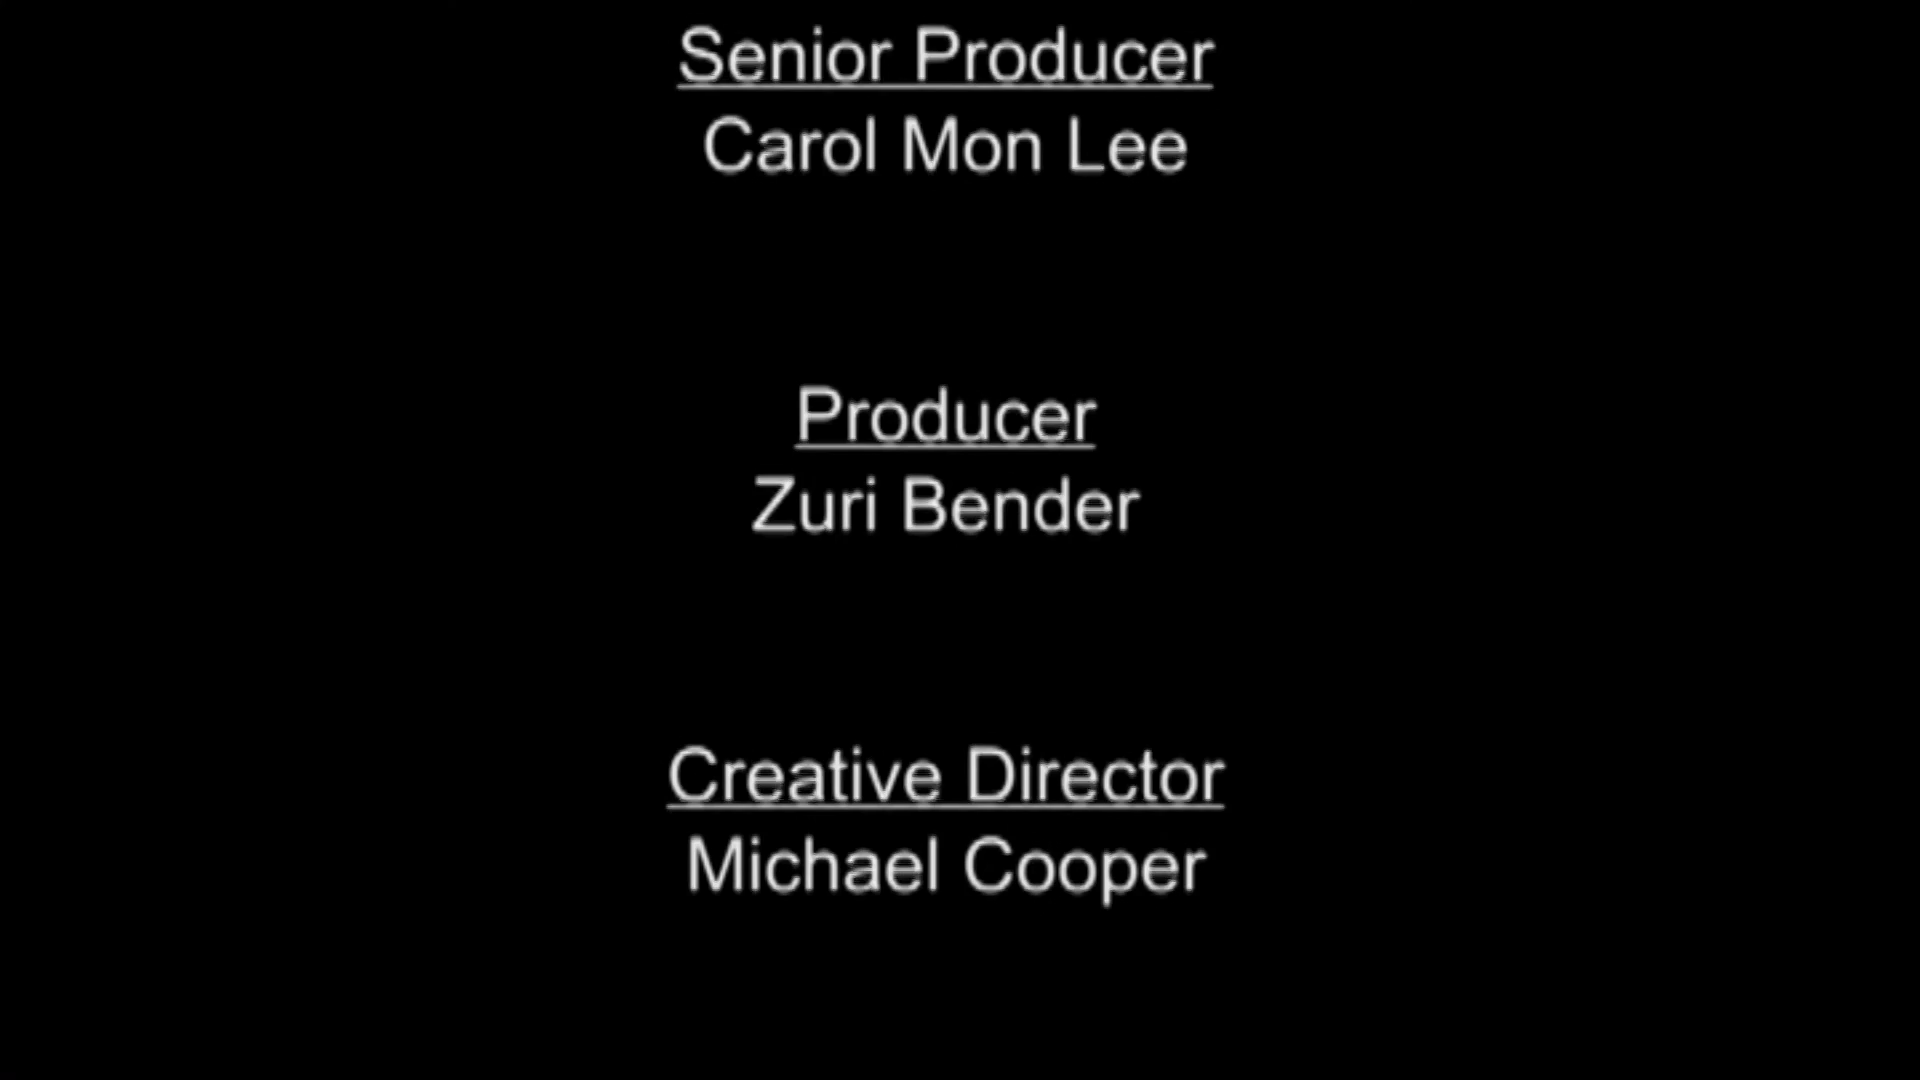 Senior Producer
Carol Mon Lee
Producer
Zuri Bender
Creative Director
Michael Cooper